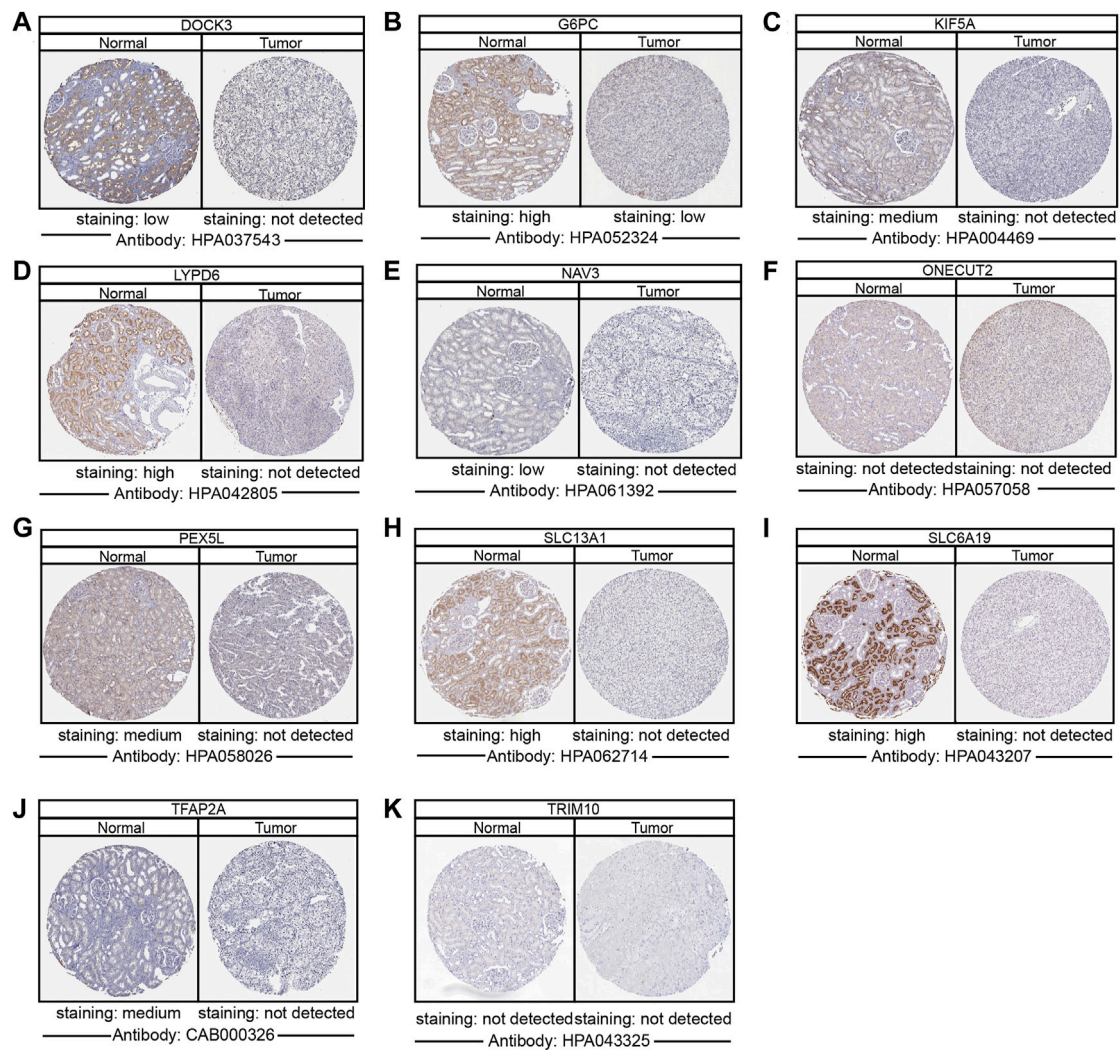 A
DOCK3
Normal Tumor
staining: low staining: not detected
Antibody: HPA037543
B
G6PC
Normal Tumor
staining: high staining: low
Antibody: HPA052324
C
KIF5A
Normal Tumor
staining: medium staining: not detected
Antibody: HPA004469
D
LYPD6
Normal Tumor
staining: high staining: not detected
Antibody: HPA042805
E
NAV3
Normal Tumor
staining: low staining: not detected
Antibody: HPA061392
F
ONECUT2
Normal Tumor
staining: not detected staining: not detected
Antibody: HPA057058
G
PEX5L
Normal Tumor
staining: medium staining: not detected
Antibody: HPA058026
H
SLC13A1
Normal Tumor
staining: high staining: not detected
Antibody: HPA062714
I
SLC6A19
Normal Tumor
staining: high staining: not detected
Antibody: HPA043207
J
TFAP2A
Normal Tumor
staining: medium staining: not detected
Antibody: CAB000326
K
TRIM10
Normal Tumor
staining: not detected staining: not detected
Antibody: HPA043325